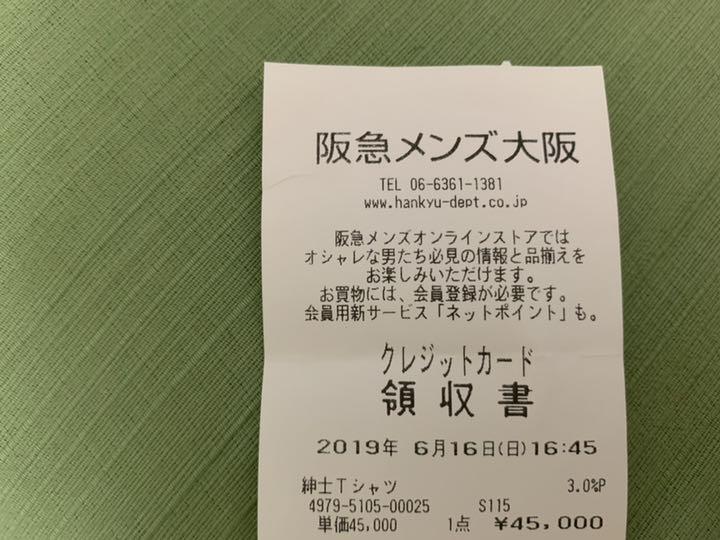 阪急メンズ大阪
TEL 06-6361-1381
www.hankyu-dept.co.jp
阪急メンズオンラインストアでは
オシャレな男たち必見の情報と品揃えを
お楽しみいただけます。
お買物には、会員登録が必要です。
会員用新サービス「ネットポイント」も。
クレジットカード
領収書
2019年 6月16日(日)16:45
紳士Tシャツ 3.0%P
4979-5105-00025 S115
単価45,000 1点 ¥45,000